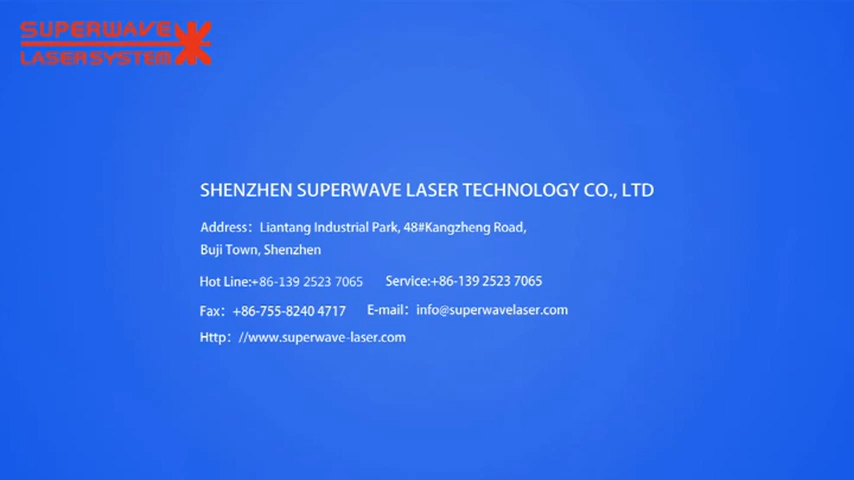 SUPERWAVE
LASER SYSTEM
SHENZHEN SUPERWAVE LASER TECHNOLOGY CO., LTD
Address：Liantang Industrial Park, 48#Kangzheng Road,
Buji Town, Shenzhen
Hot Line:+86-139 2523 7065 Service:+86-139 2523 7065
Fax：+86-755-8240 4717 E-mail：info@superwavelaser.com
Http：//www.superwave-laser.com